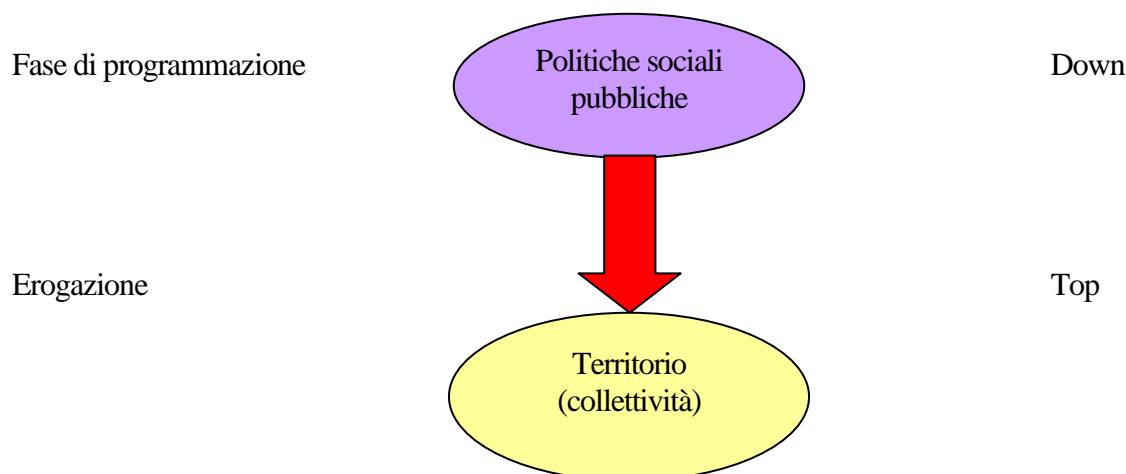 Fase di programmazione
Politiche sociali
pubbliche
Down
Erogazione
Top
Territorio
(collettività)